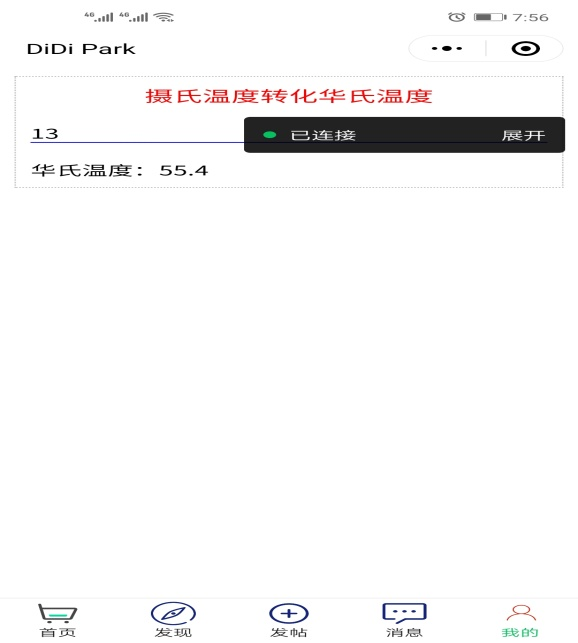 4G 4G 7:56
DiDi Park
摄氏温度转化华氏温度
13
已连接 展开
华氏温度：55.4
首页 发现 发帖 消息 我的